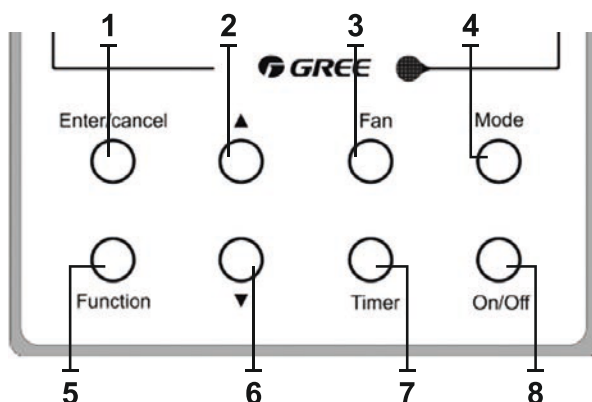 1 2 3 4
GREE
Enter/cancel ▲ Fan Mode
Function ▼ Timer On/Off
5 6 7 8